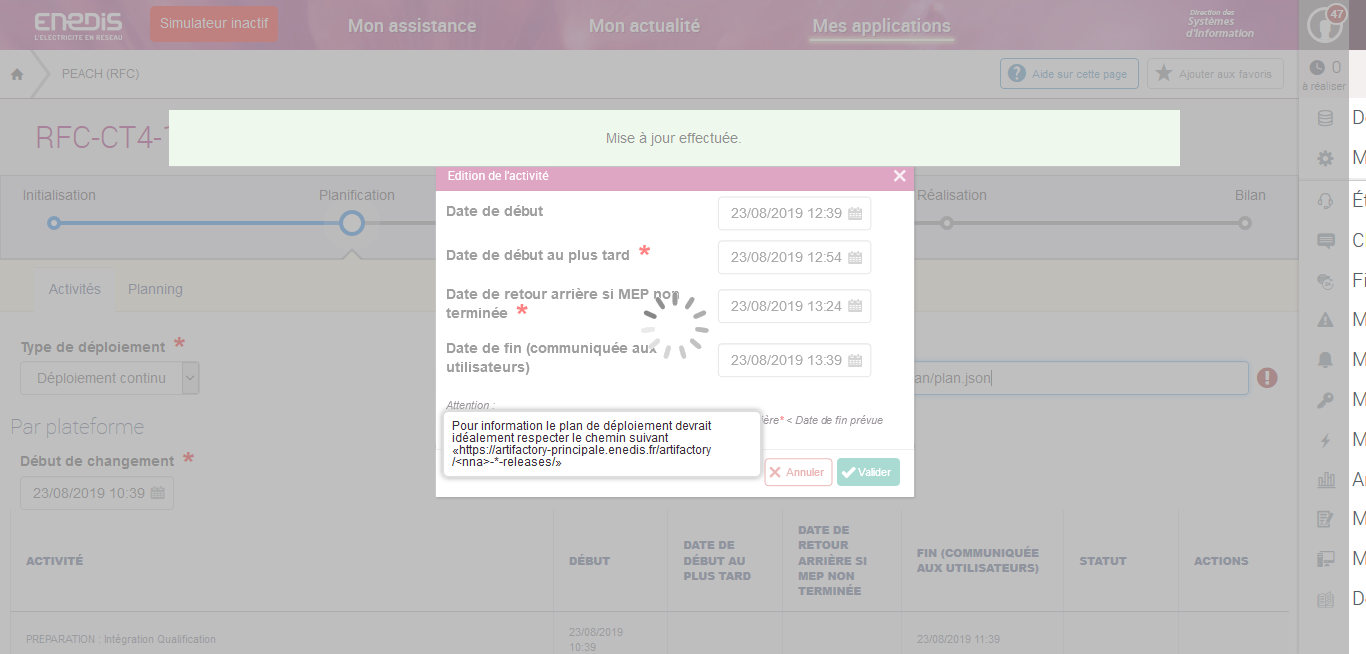 ENEDIS
L'ELECTRICITE EN RESEAU
Simulateur inactif
Mon assistance
Mon actualité
Mes applications
Direction des
Systèmes
d'Information
47
PEACH (RFC)
Aide sur cette page
Ajouter aux favoris
0
à réaliser
RFC-CT4-
Mise à jour effectuée.
Edition de l'activité
Initialisation
Planification
Réalisation
Bilan
Date de début
23/08/2019 12:39
Date de début au plus tard *
23/08/2019 12:54
Date de retour arrière si MEP non
terminée *
23/08/2019 13:24
Date de fin (communiquée aux
utilisateurs)
23/08/2019 13:39
Activités
Planning
Type de déploiement *
Déploiement continu
an/plan.json
Attention :
ière* < Date de fin prévue
Pour information le plan de déploiement devrait
idéalement respecter le chemin suivant
«https://artifactory-principale.enedis.fr/artifactory
/<nna>-*-releases/»
Annuler
Valider
Par plateforme
Début de changement *
23/08/2019 10:39
ACTIVITÉ
DÉBUT
DATE DE
DÉBUT AU
PLUS TARD
DATE DE
RETOUR
ARRIÈRE SI
MEP NON
TERMINÉE
FIN (COMMUNIQUÉE
AUX UTILISATEURS)
STATUT
ACTIONS
PREPARATION : Intégration Qualification
23/08/2019
10:39
23/08/2019 11:39